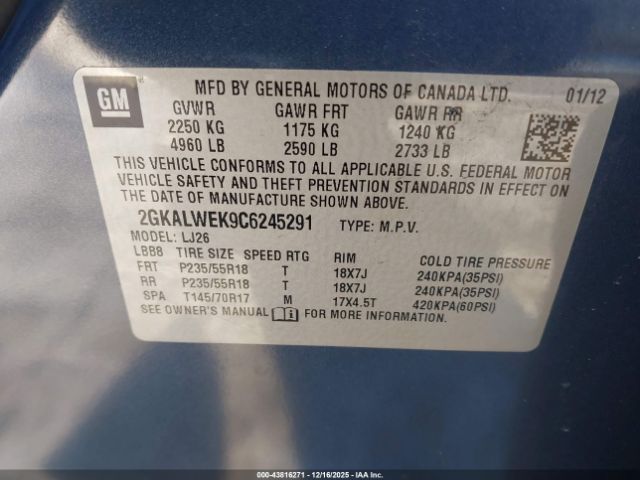 GM
MFD BY GENERAL MOTORS OF CANADA LTD. 01/12
GVWR GAWR FRT GAWR RR
2250 KG 1175 KG 1240 KG
4960 LB 2590 LB 2733 LB
THIS VEHICLE CONFORMS TO ALL APPLICABLE U.S. FEDERAL MOTOR
VEHICLE SAFETY AND THEFT PREVENTION STANDARDS IN EFFECT ON
THE DATE OF MANUFACTURE SHOWN ABOVE.
2GKALWEK9C6245291 TYPE: M.P.V.
MODEL: LJ26
LBB8 TIRE SIZE SPEED RTG RIM COLD TIRE PRESSURE
FRT P235/55R18 T 18X7J 240KPA(35PSI)
RR P235/55R18 T 18X7J 240KPA(35PSI)
SPA T145/70R17 M 17X4.5T 420KPA(60PSI)
SEE OWNER'S MANUAL FOR MORE INFORMATION.
000-43816271 - 12/16/2025 - IAAI.COM